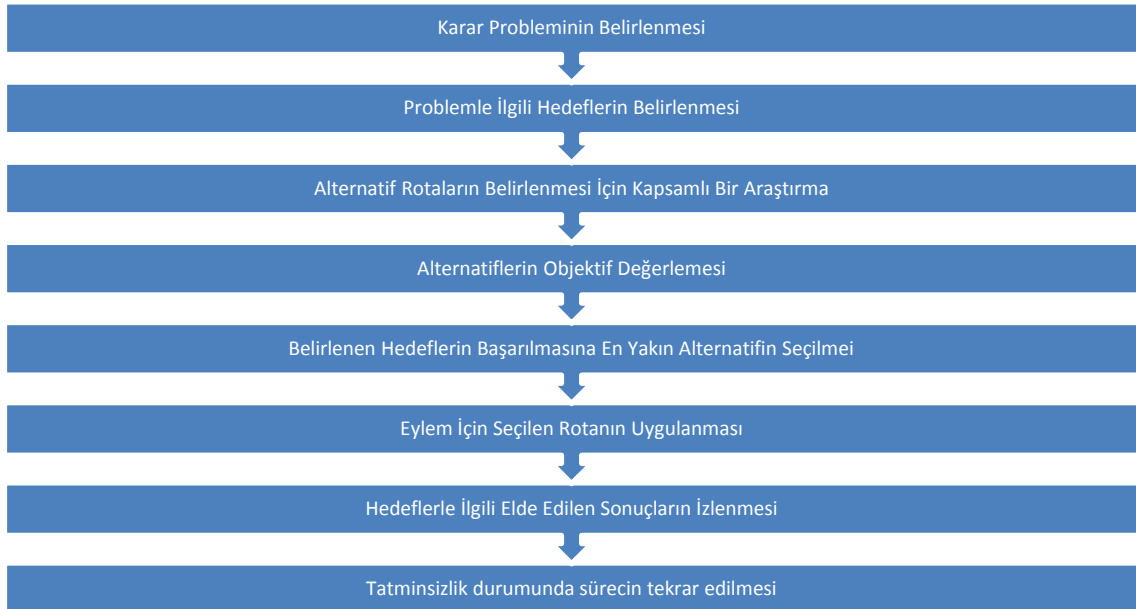 Karar Probleminin Belirlenmesi
Problemle İlgili Hedeflerin Belirlenmesi
Alternatif Rotaların Belirlenmesi İçin Kapsamlı Bir Araştırma
Alternatiflerin Objektif Değerlemesi
Belirlenen Hedeflerin Başarılmasına En Yakın Alternatifin Seçilmei
Eylem İçin Seçilen Rotanın Uygulanması
Hedeflerle İlgili Elde Edilen Sonuçların İzlenmesi
Tatminsizlik durumunda sürecin tekrar edilmesi